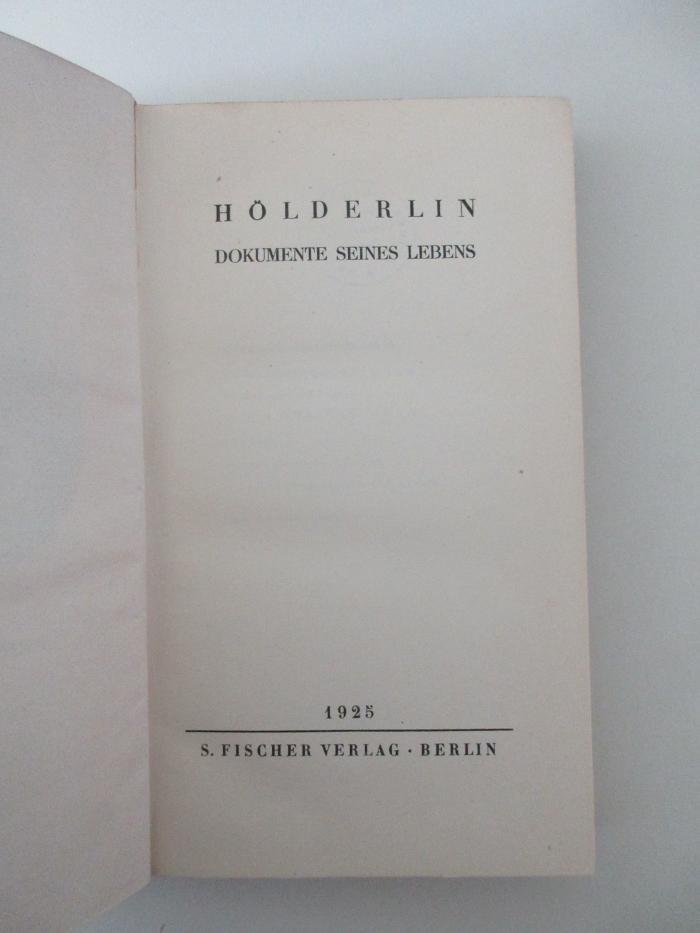 HÖLDERLIN
DOKUMENTE SEINES LEBENS
1925
S. FISCHER VERLAG · BERLIN